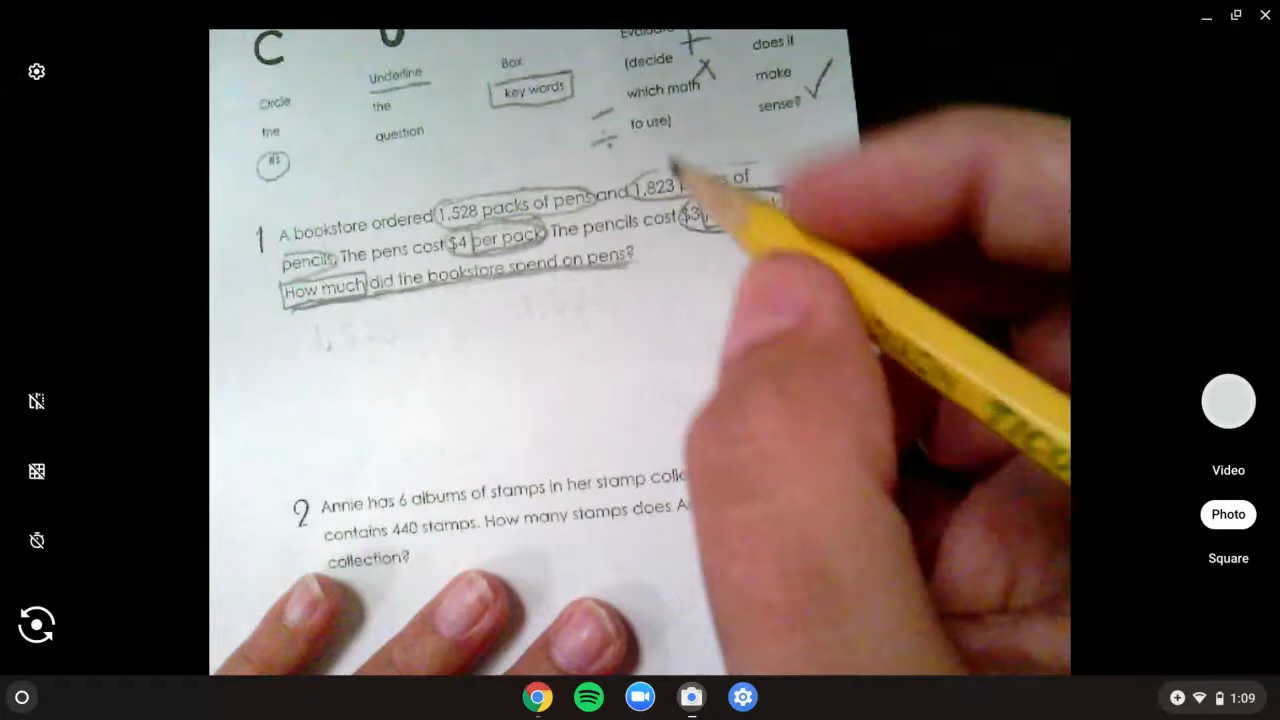 C U
Underline
the
question
Circle
the
#s
Box
key words
Evaluate
(decide
which math
to use)
+
X
−
÷
does it
make
sense?
✓
1 A bookstore ordered 1,528 packs of pens and 1,823 of
pencils. The pens cost $4 per pack. The pencils cost $3
How much did the bookstore spend on pens?
2 Annie has 6 albums of stamps in her stamp
contains 440 stamps. How many stamps does
collection?
Video
Photo
Square
1:09